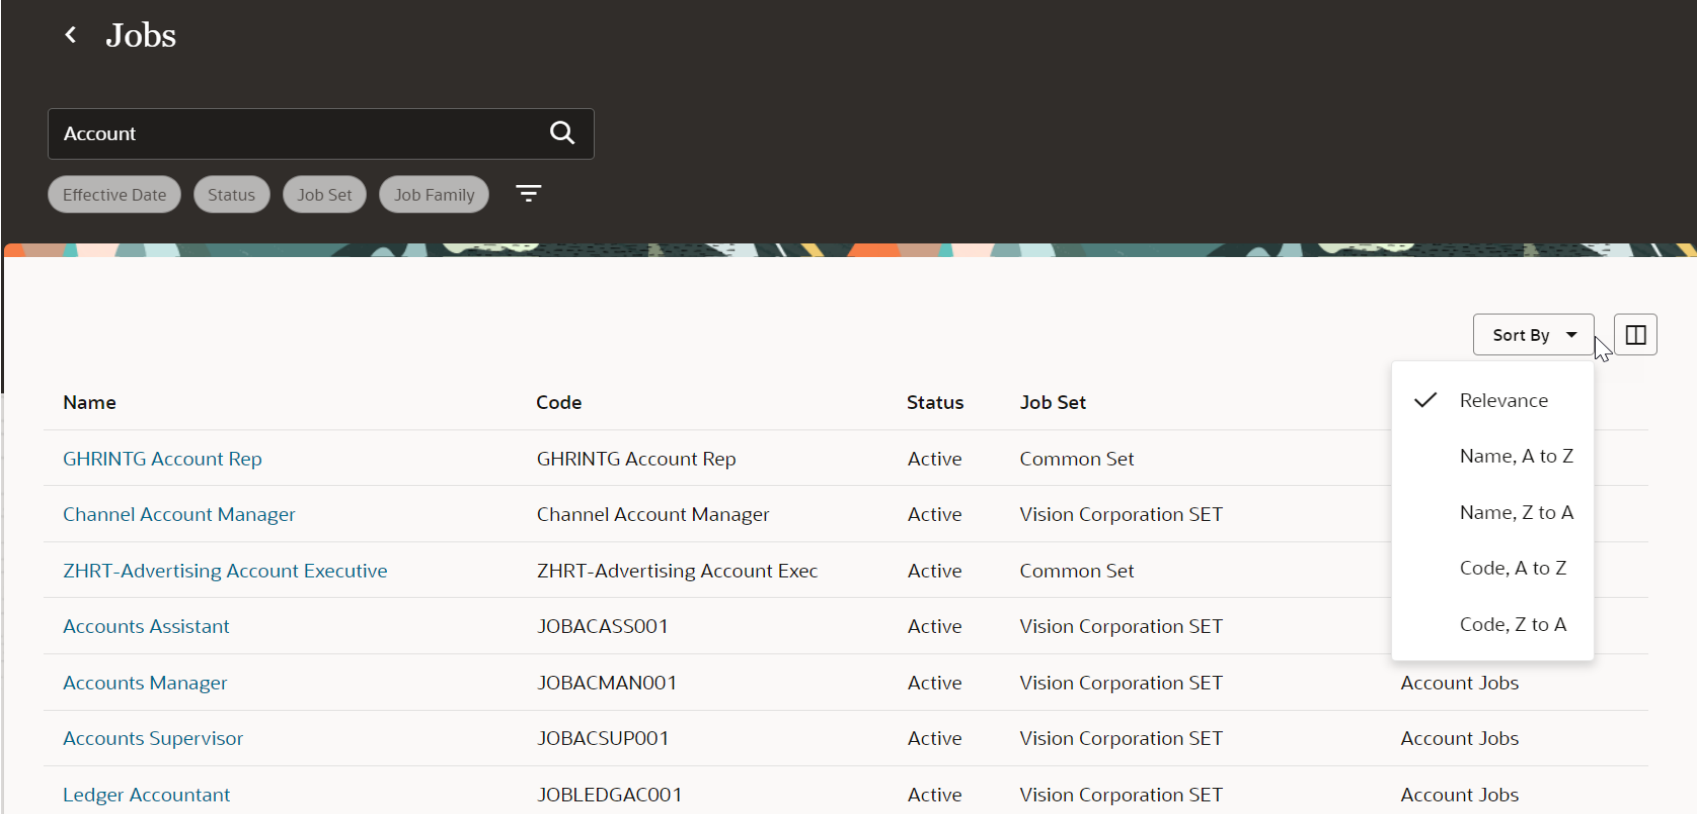 Jobs
Account
Effective Date Status Job Set Job Family
Sort By
Name Code Status Job Set
Relevance
GHRINTG Account Rep GHRINTG Account Rep Active Common Set
Name, A to Z
Channel Account Manager Channel Account Manager Active Vision Corporation SET
Name, Z to A
ZHRT-Advertising Account Executive ZHRT-Advertising Account Exec Active Common Set
Code, A to Z
Accounts Assistant JOBACASS001 Active Vision Corporation SET
Code, Z to A
Accounts Manager JOBACMAN001 Active Vision Corporation SET Account Jobs
Accounts Supervisor JOBACSUP001 Active Vision Corporation SET Account Jobs
Ledger Accountant JOBLEDGAC001 Active Vision Corporation SET Account Jobs